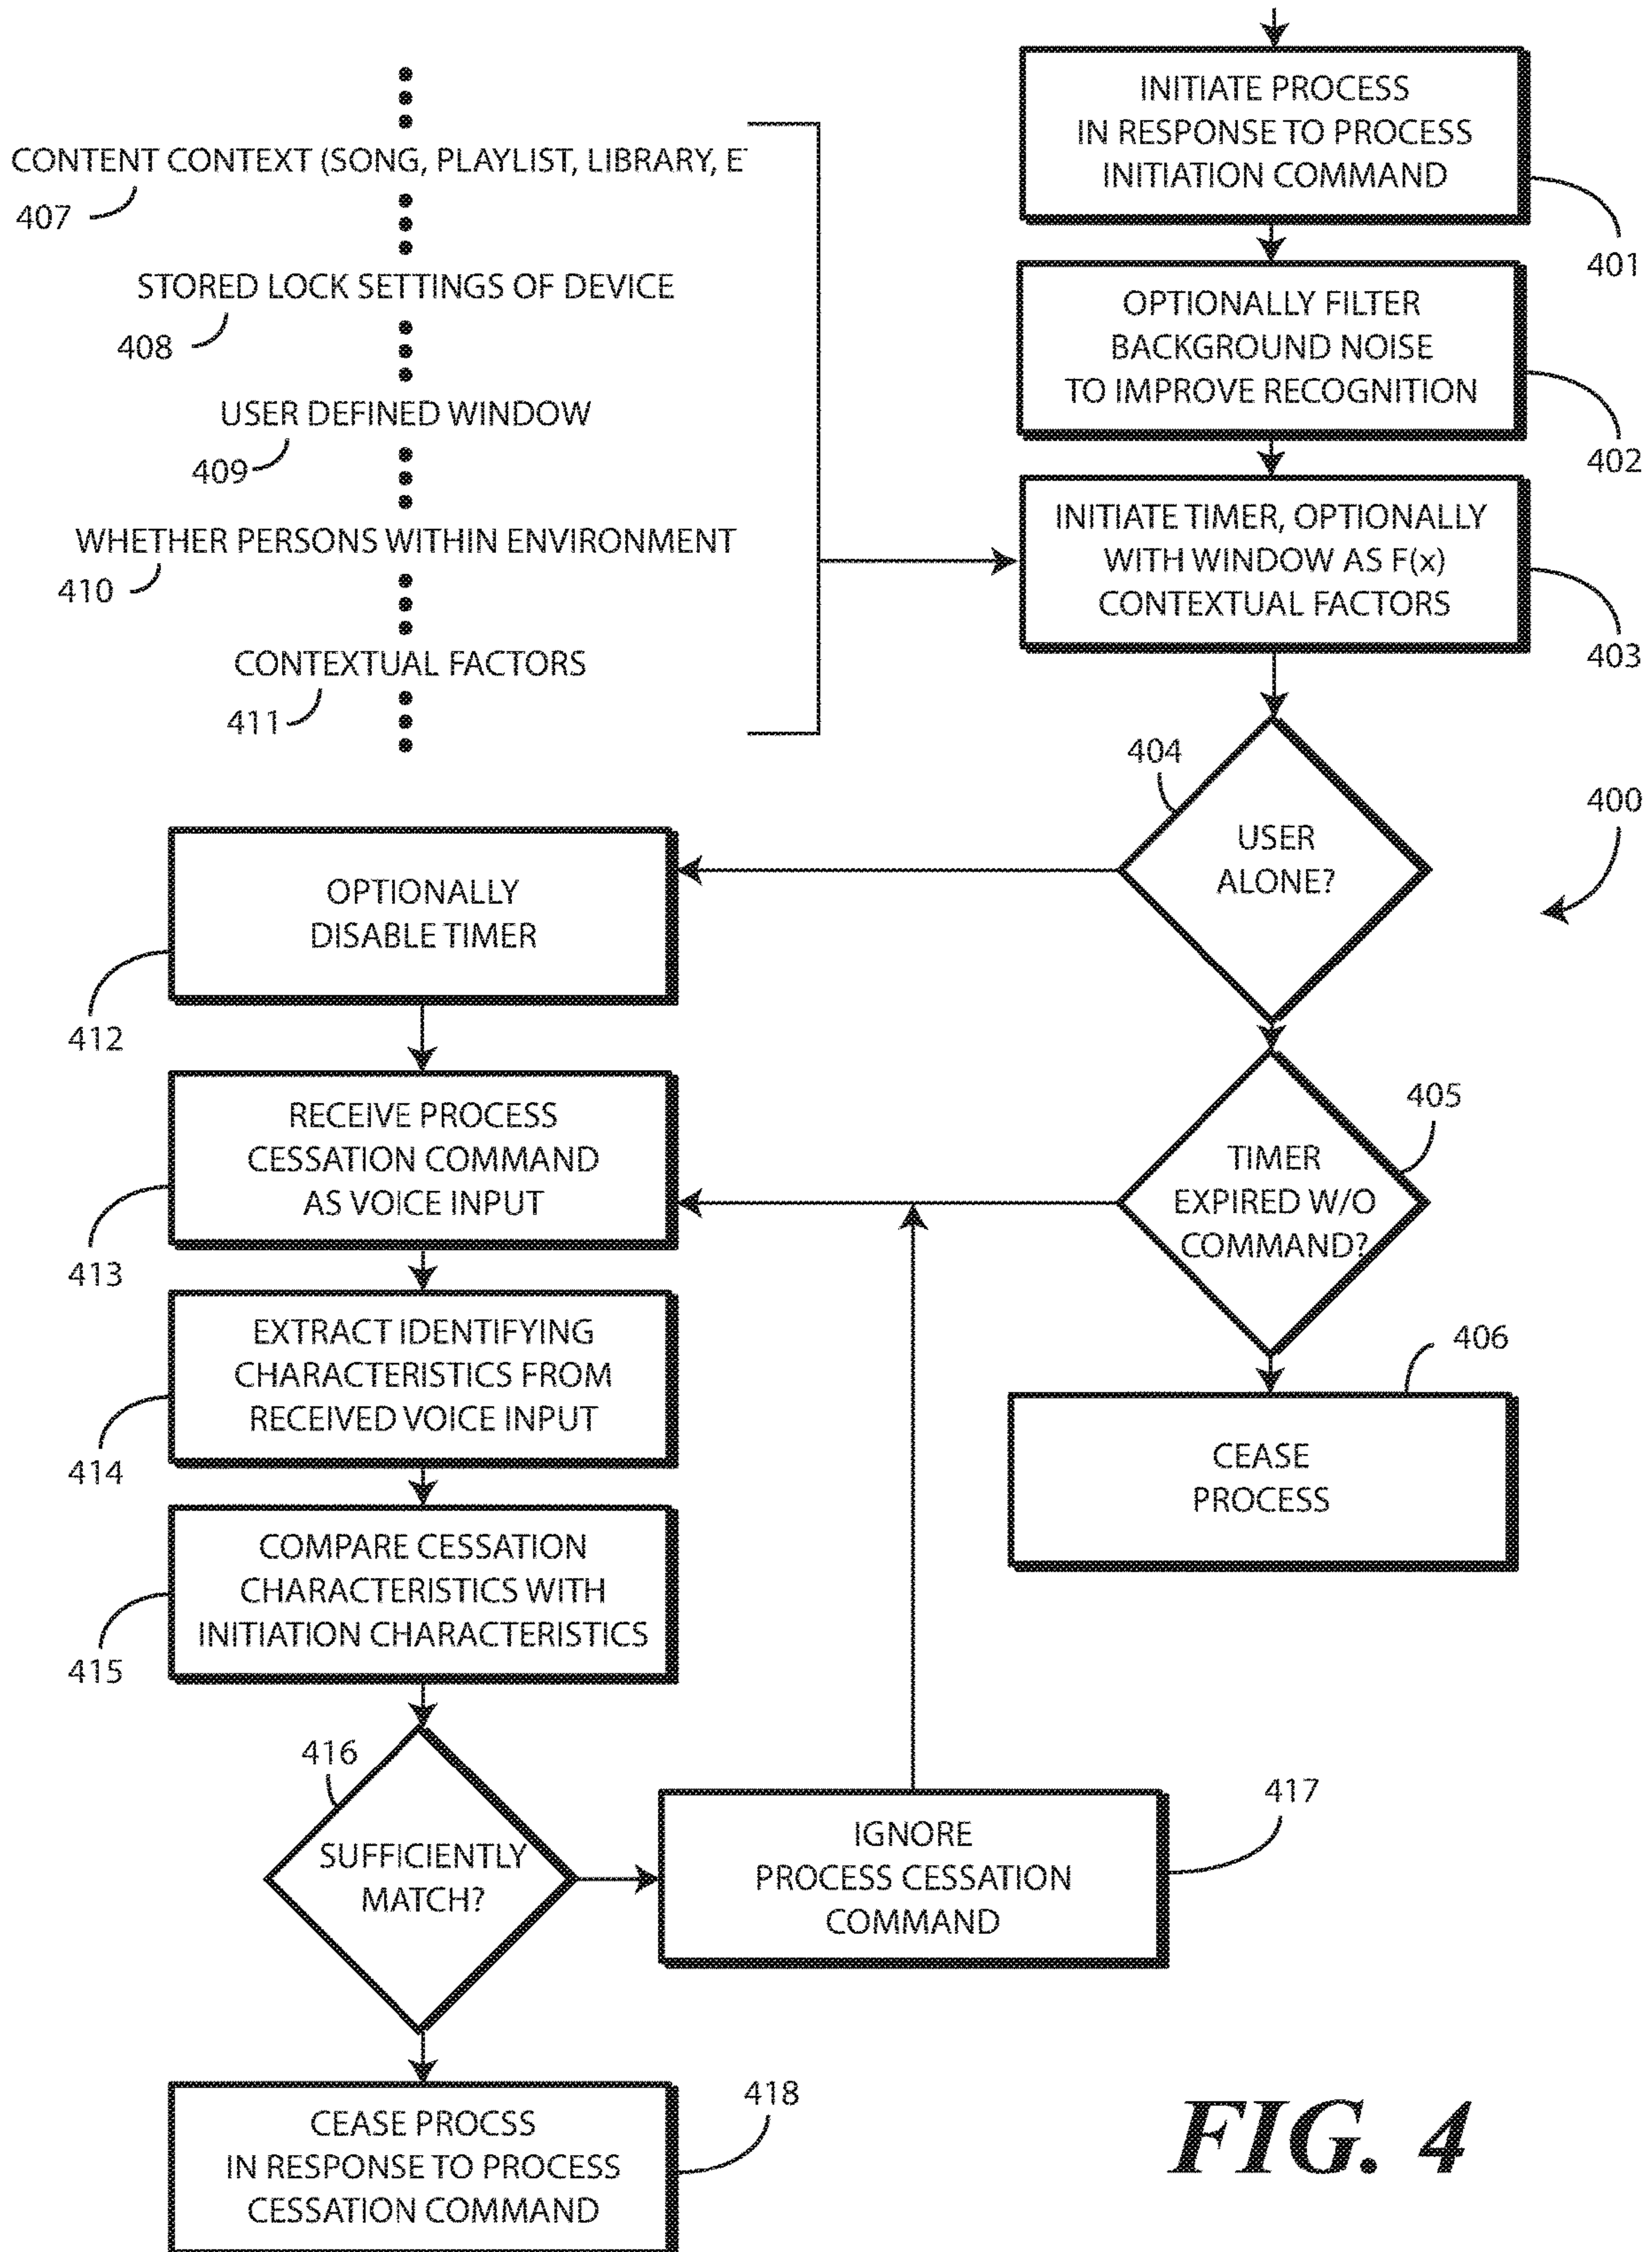 INITIATE PROCESS
IN RESPONSE TO PROCESS
INITIATION COMMAND
401
OPTIONALLY FILTER
BACKGROUND NOISE
TO IMPROVE RECOGNITION
402
INITIATE TIMER, OPTIONALLY
WITH WINDOW AS F(x)
CONTEXTUAL FACTORS
403
CONTENT CONTEXT (SONG, PLAYLIST, LIBRARY, E
407
STORED LOCK SETTINGS OF DEVICE
408
USER DEFINED WINDOW
409
WHETHER PERSONS WITHIN ENVIRONMENT
410
CONTEXTUAL FACTORS
411
404
USER
ALONE?
400
OPTIONALLY
DISABLE TIMER
412
405
TIMER
EXPIRED W/O
COMMAND?
RECEIVE PROCESS
CESSATION COMMAND
AS VOICE INPUT
413
406
CEASE
PROCESS
EXTRACT IDENTIFYING
CHARACTERISTICS FROM
RECEIVED VOICE INPUT
414
COMPARE CESSATION
CHARACTERISTICS WITH
INITIATION CHARACTERISTICS
415
416
SUFFICIENTLY
MATCH?
IGNORE
PROCESS CESSATION
COMMAND
417
CEASE PROCSS
IN RESPONSE TO PROCESS
CESSATION COMMAND
418
FIG. 4